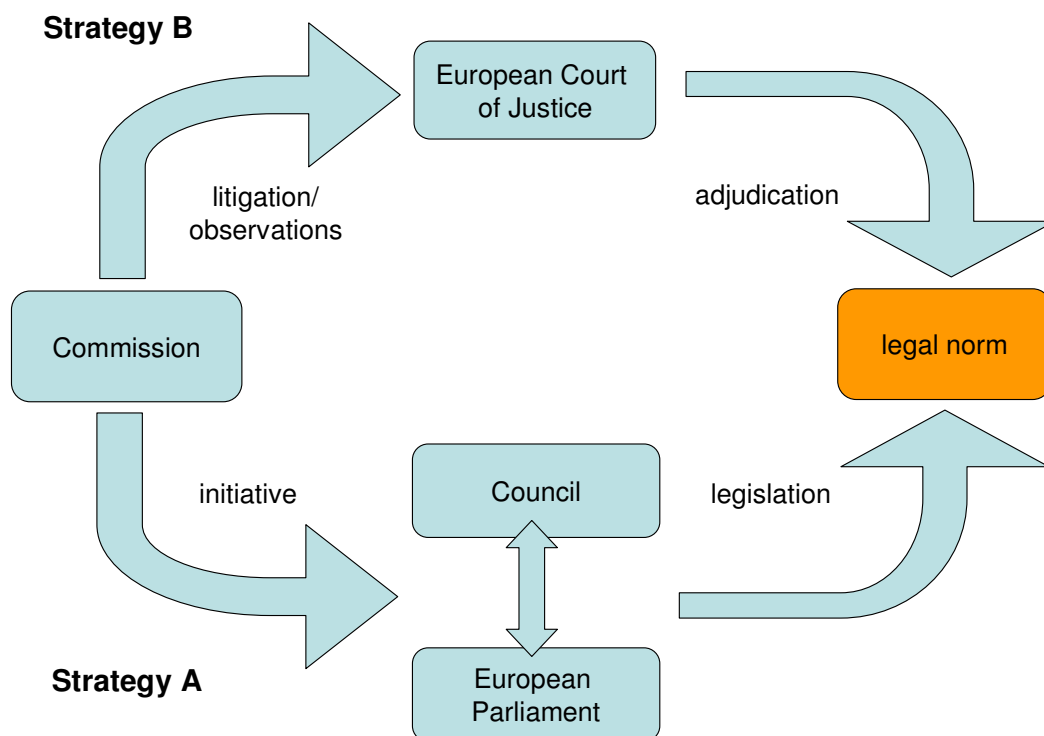 Strategy B
European Court
of Justice
litigation/
observations
adjudication
Commission
legal norm
initiative
Council
legislation
Strategy A
European
Parliament